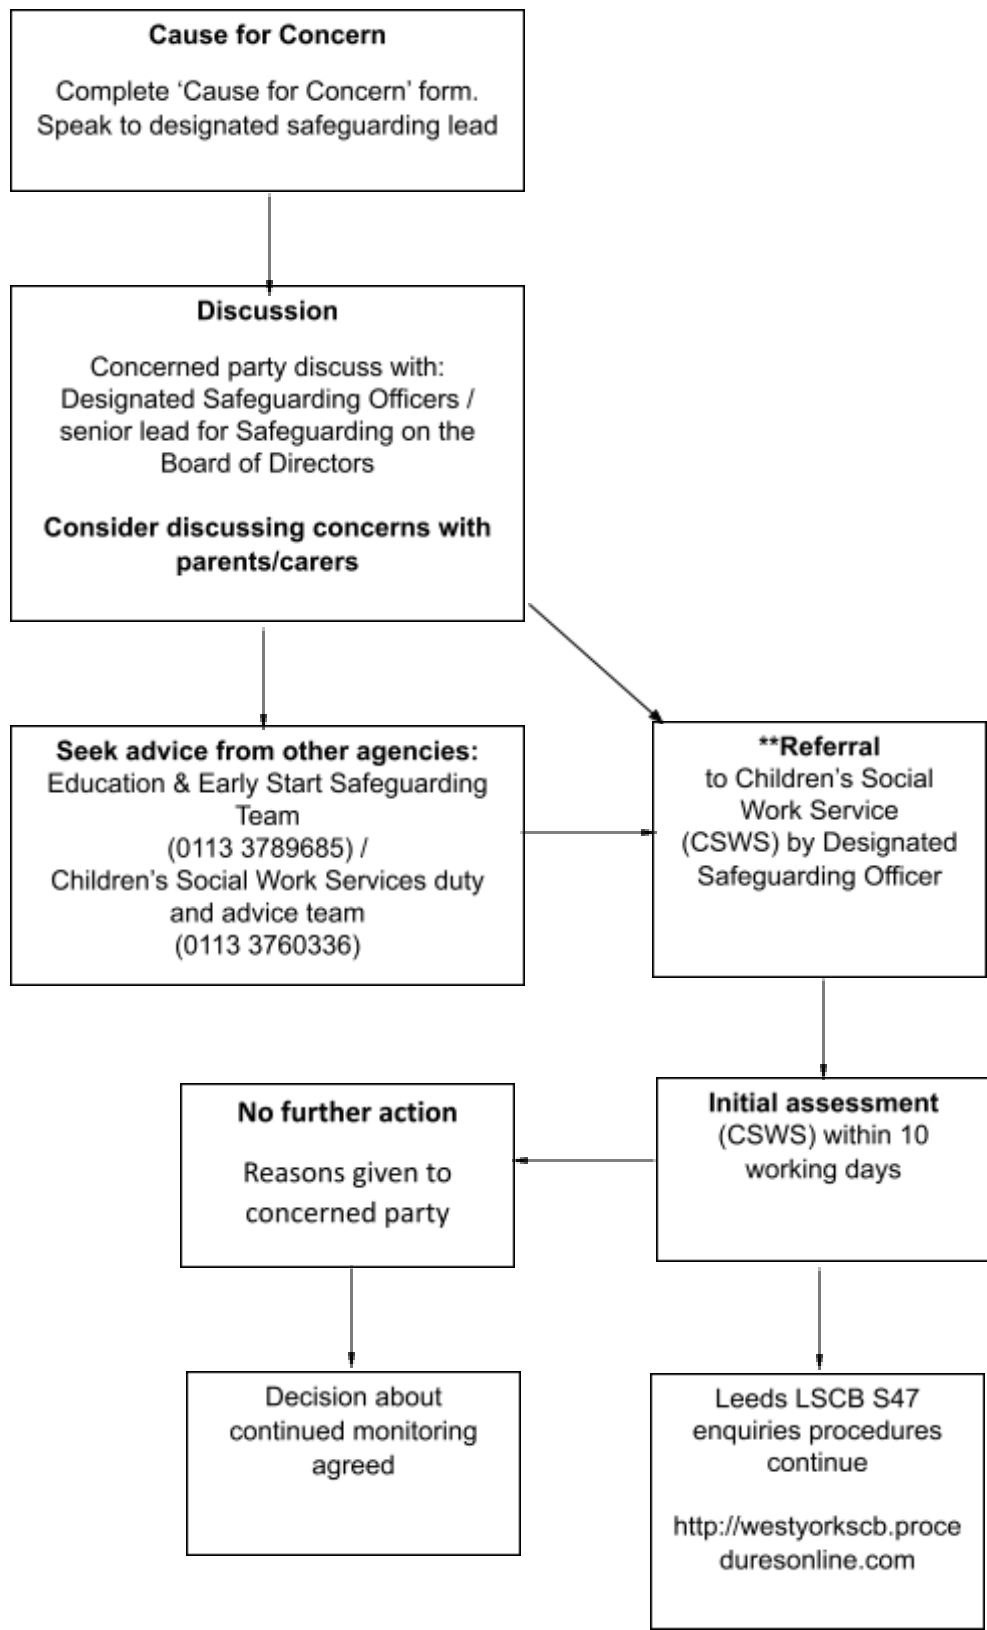 Cause for Concern
Complete ‘Cause for Concern’ form.
Speak to designated safeguarding lead
Discussion
Concerned party discuss with:
Designated Safeguarding Officers /
senior lead for Safeguarding on the
Board of Directors
Consider discussing concerns with
parents/carers
Seek advice from other agencies:
Education & Early Start Safeguarding
Team
(0113 3789685) /
Children’s Social Work Services duty
and advice team
(0113 3760336)
**Referral
to Children’s Social
Work Service
(CSWS) by Designated
Safeguarding Officer
Initial assessment
(CSWS) within 10
working days
No further action
Reasons given to
concerned party
Decision about
continued monitoring
agreed
Leeds LSCB S47
enquiries procedures
continue
http://westyorkscb.proce
duresonline.com